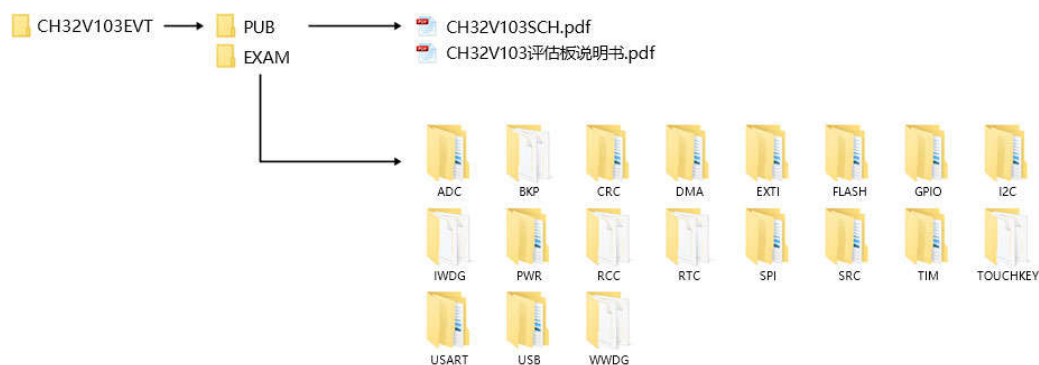 CH32V103EVT
PUB
CH32V103SCH.pdf
EXAM
CH32V103评估板说明书.pdf
ADC BKP CRC DMA EXTI FLASH GPIO I2C
IWDG PWR RCC RTC SPI SRC TIM TOUCHKEY
USART USB WWDG